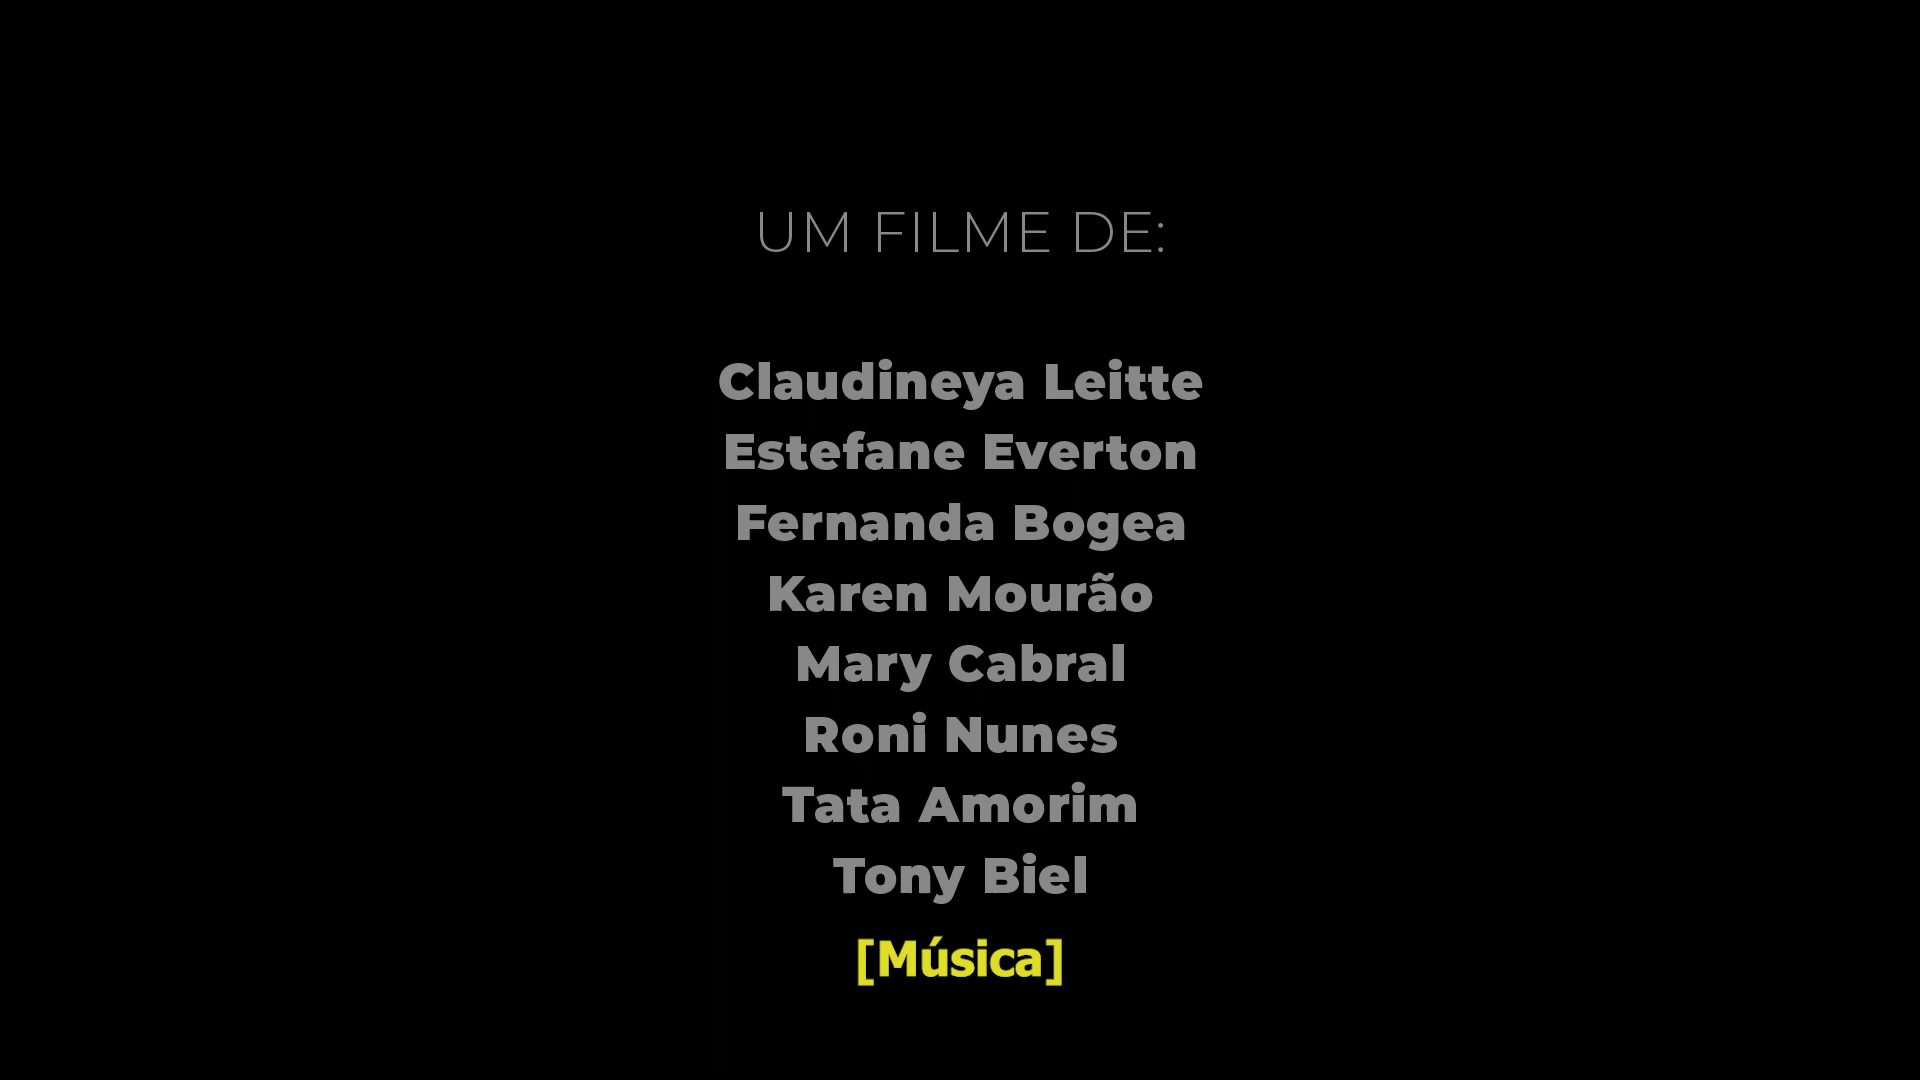 UM FILME DE:
Claudineya Leitte
Estefane Everton
Fernanda Bogea
Karen Mourão
Mary Cabral
Roni Nunes
Tata Amorim
Tony Biel
[Música]